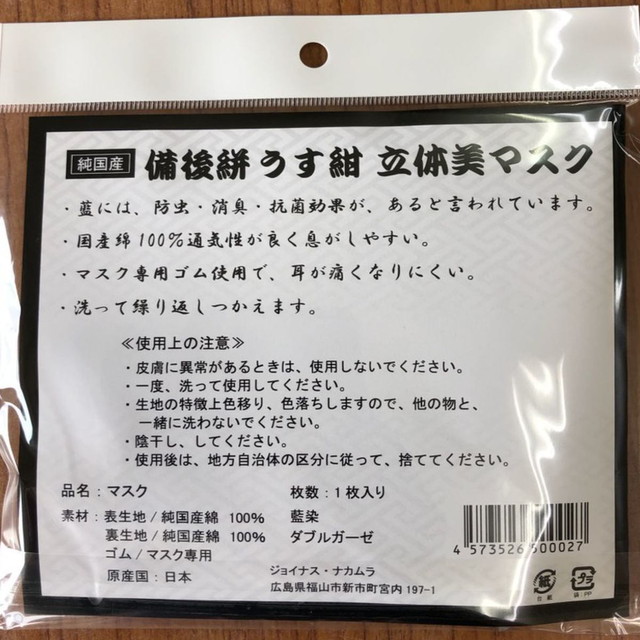 純国産 備後絣うす紺 立体美マスク
・藍には、防虫・消臭・抗菌効果が、あると言われています。
・国産綿100%通気性が良く息がしやすい。
・マスク専用ゴム使用で、耳が痛くなりにくい。
・洗って繰り返しつかえます。
≪使用上の注意≫
・皮膚に異常があるときは、使用しないでください。
・一度、洗って使用してください。
・生地の特徴上色移り、色落ちしますので、他の物と、
一緒に洗わないでください。
・陰干し、してください。
・使用後は、地方自治体の区分に従って、捨ててください。
品名：マスク 枚数：1枚入り
素材：表生地/純国産綿 100% 藍染
裏生地/純国産綿 100% ダブルガーゼ
ゴム/マスク専用
原産国：日本
ジョイナス・ナカムラ
広島県福山市新市町宮内 197-1
4 573526 500027
紙 プラ
台紙 袋:PP